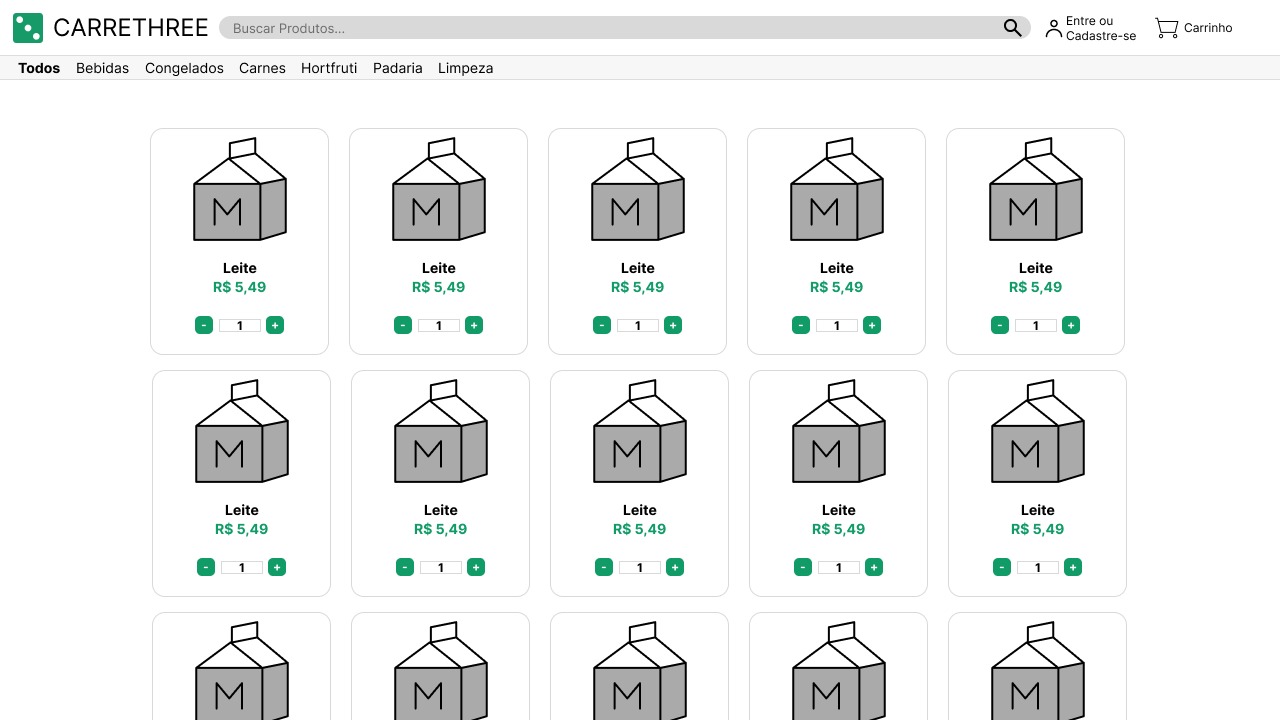 CARRETHREE
Buscar Produtos...
Entre ou
Cadastre-se
Carrinho
Todos Bebidas Congelados Carnes Hortfruti Padaria Limpeza
M M M M M
Leite Leite Leite Leite Leite
R$ 5,49 R$ 5,49 R$ 5,49 R$ 5,49 R$ 5,49
- 1 + - 1 + - 1 + - 1 + - 1 +
M M M M M
Leite Leite Leite Leite Leite
R$ 5,49 R$ 5,49 R$ 5,49 R$ 5,49 R$ 5,49
- 1 + - 1 + - 1 + - 1 + - 1 +
M M M M M